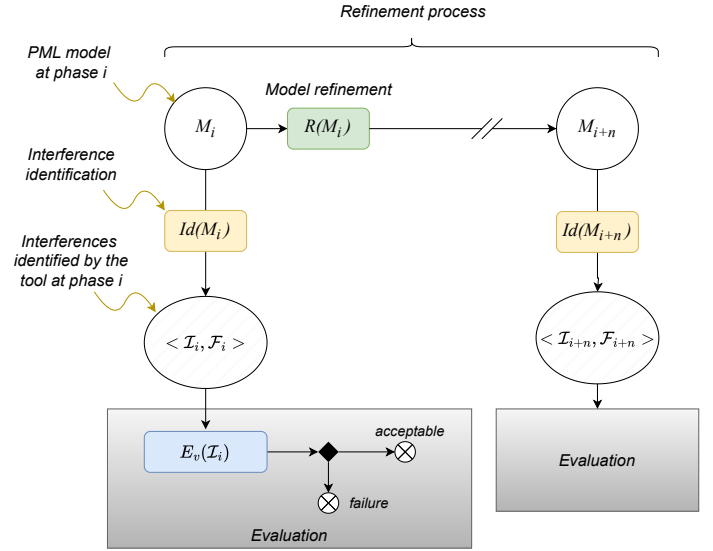 Refinement process
PML model
at phase i
Model refinement
M_i
R(M_i)
M_{i+n}
Interference
identification
Id(M_i)
Id(M_{i+n})
Interferences
identified by the
tool at phase i
< ℐ_i, ℱ_i >
< ℐ_{i+n}, ℱ_{i+n} >
E_v(ℐ_i)
acceptable
failure
Evaluation
Evaluation